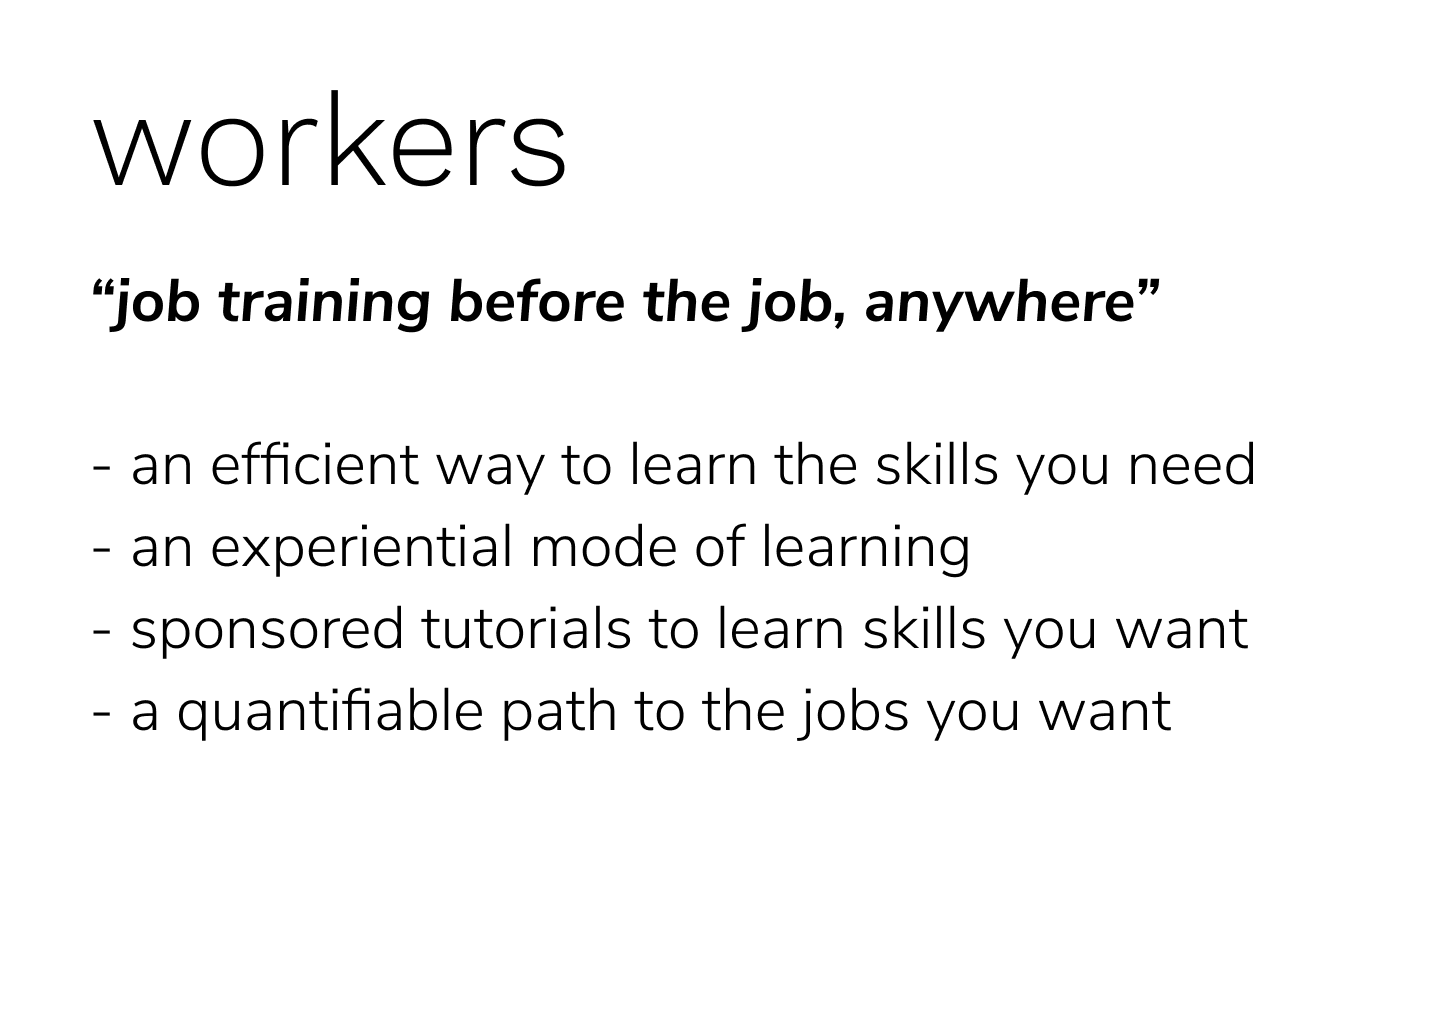 workers
“job training before the job, anywhere”
- an efficient way to learn the skills you need
- an experiential mode of learning
- sponsored tutorials to learn skills you want
- a quantifiable path to the jobs you want